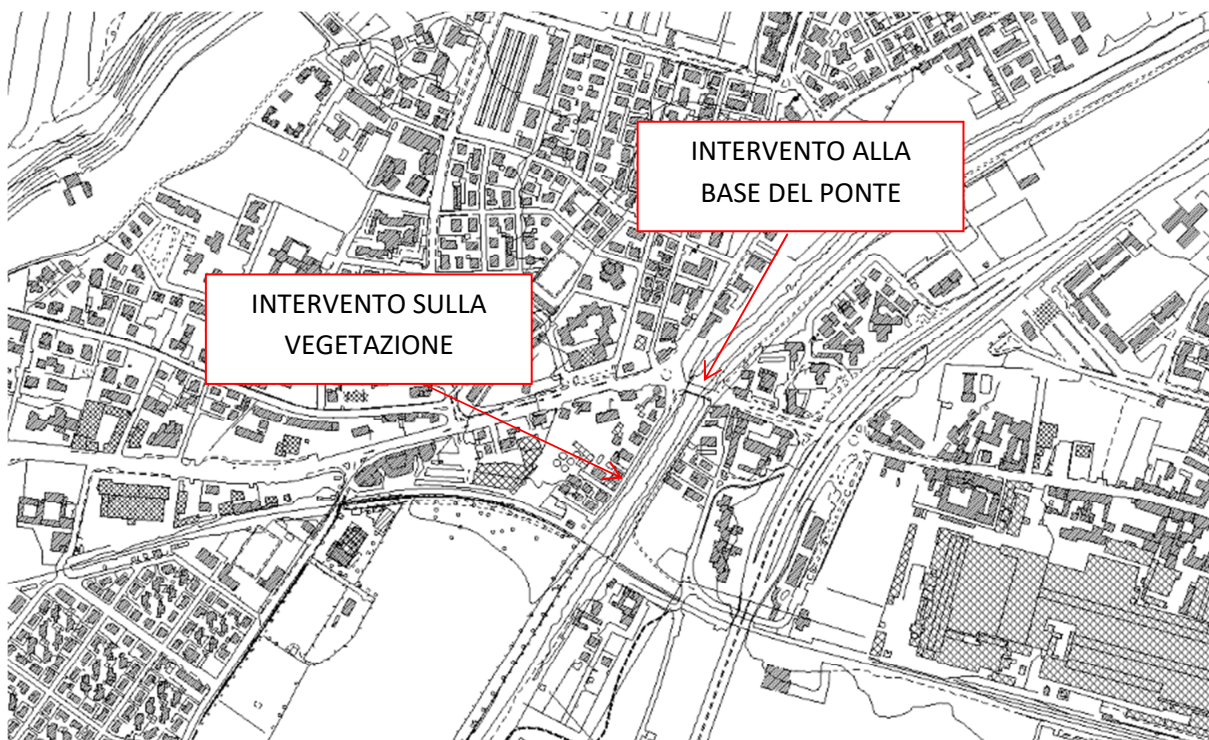 INTERVENTO ALLA
BASE DEL PONTE
INTERVENTO SULLA
VEGETAZIONE